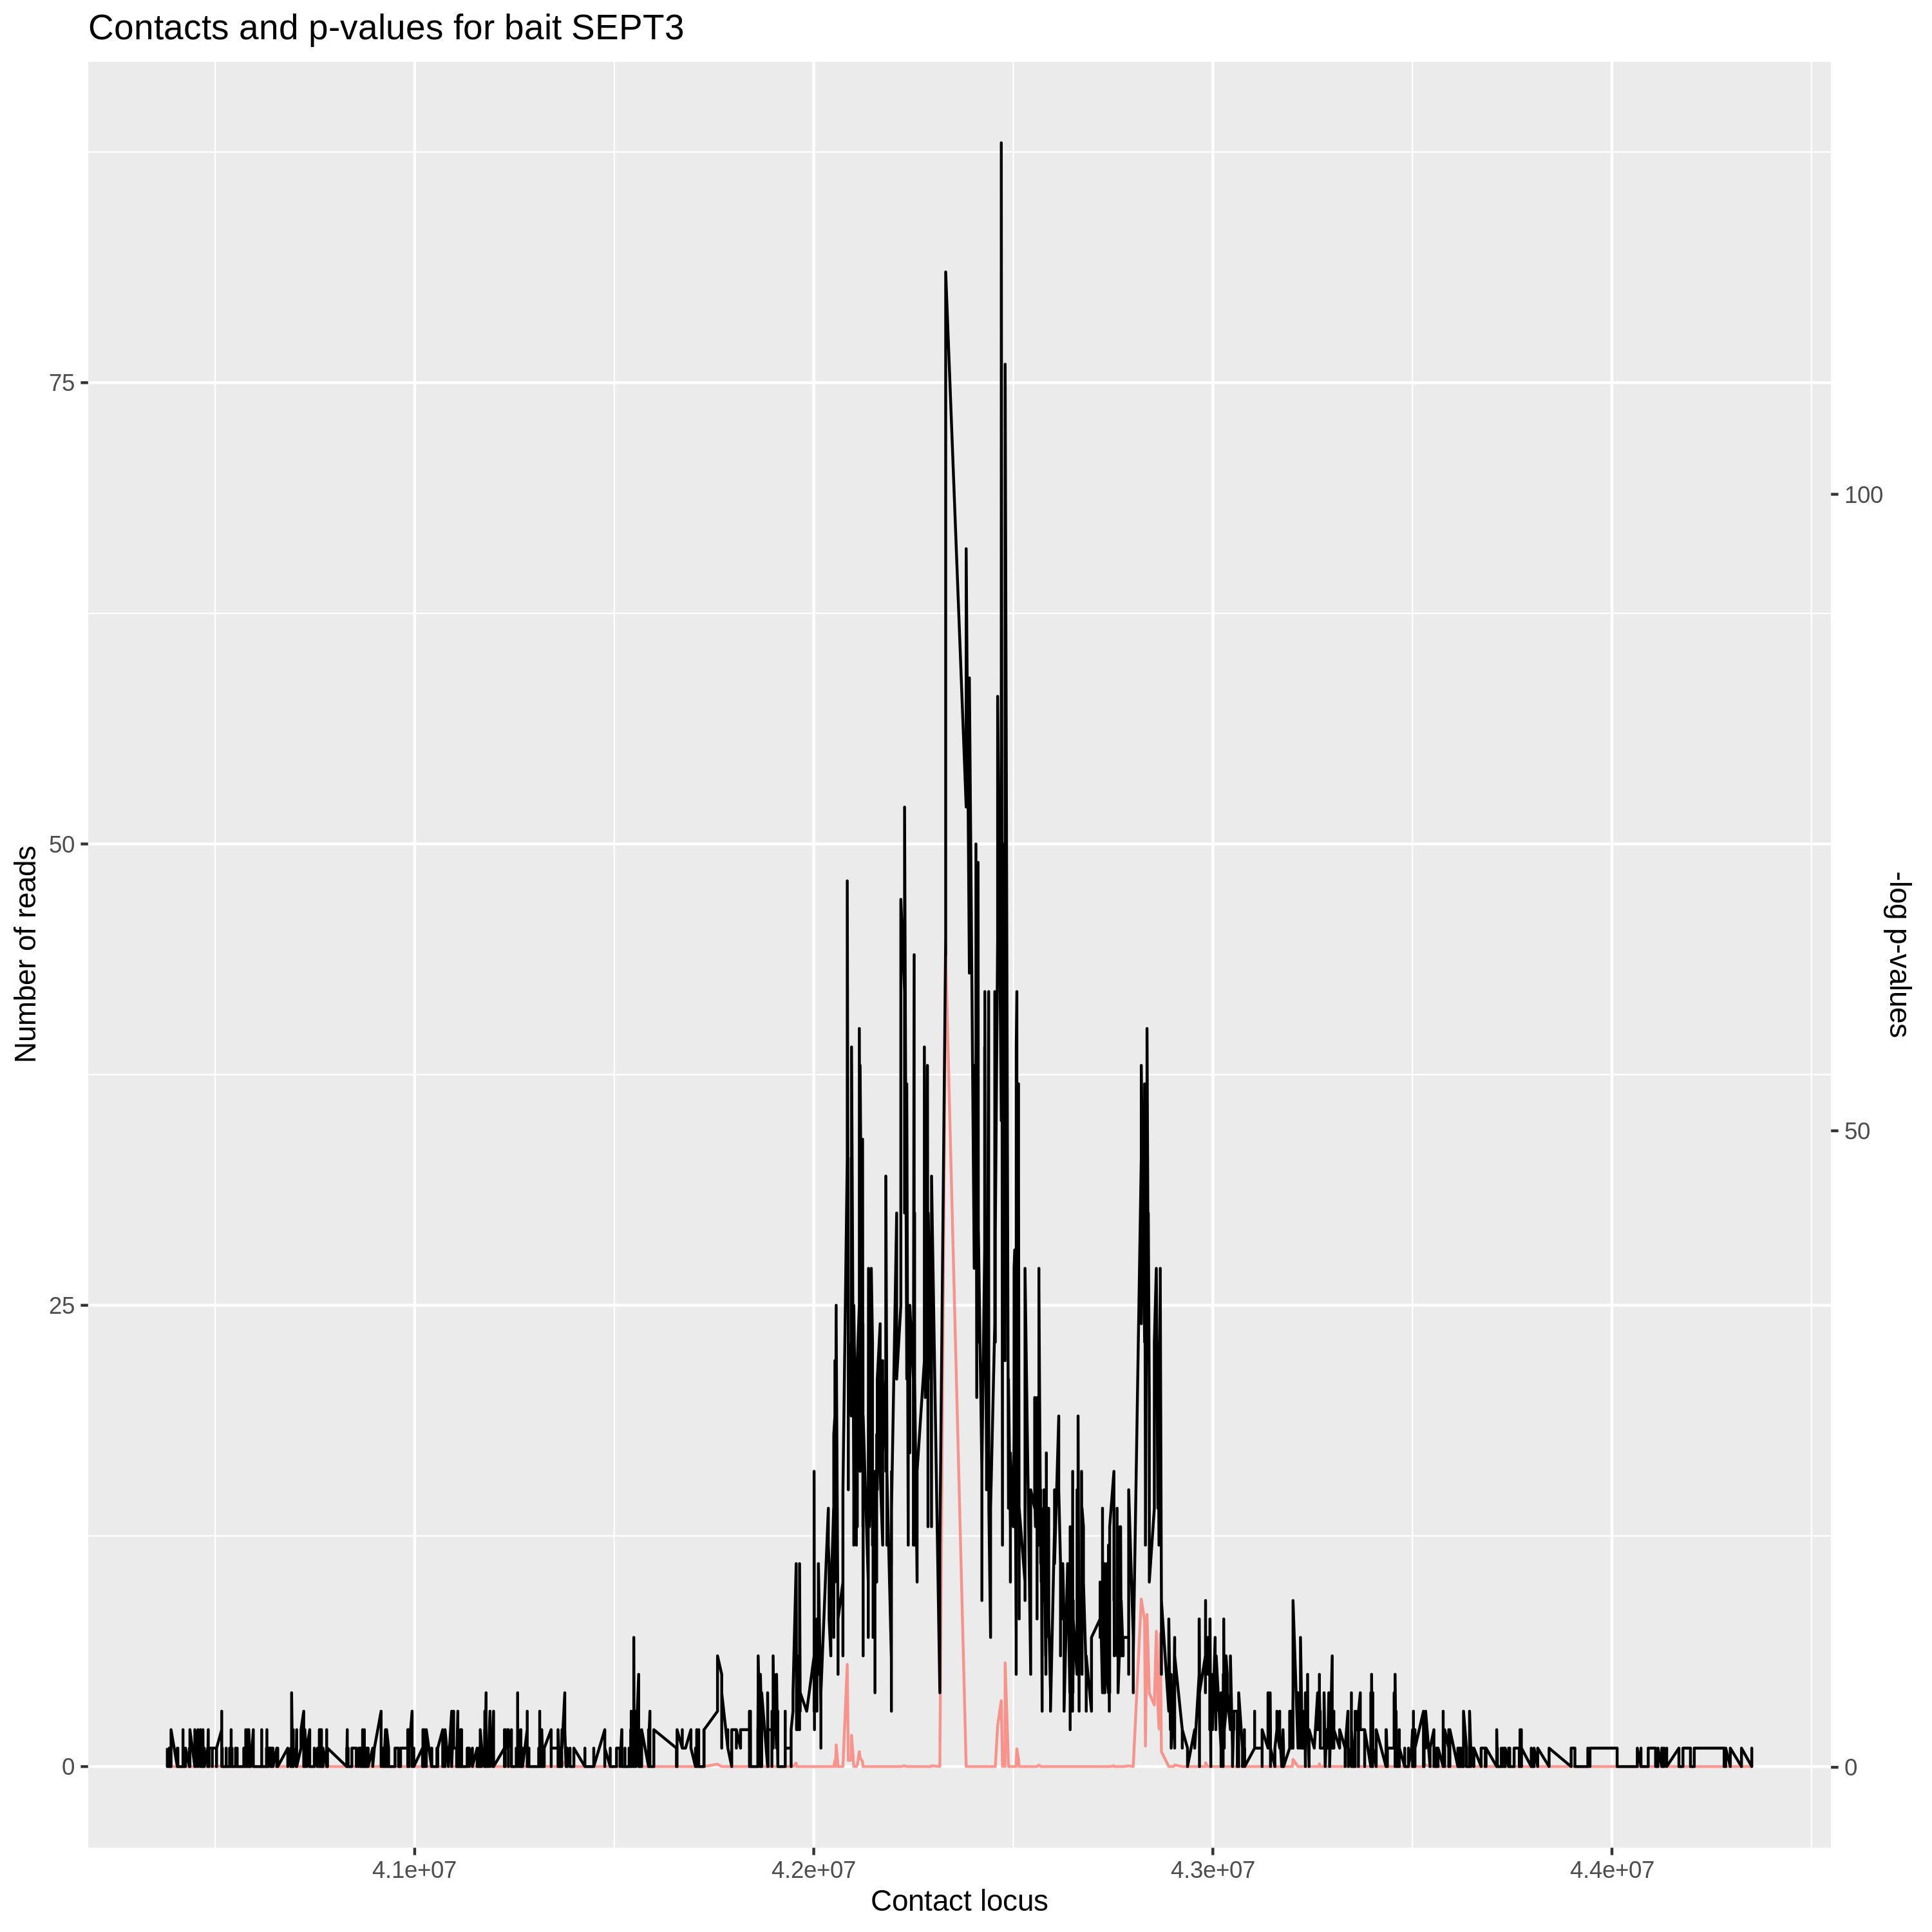 Contacts and p-values for bait SEPT3
75
50
25
0
Number of reads
100
50
0
-log p-values
4.1e+07
4.2e+07
4.3e+07
4.4e+07
Contact locus